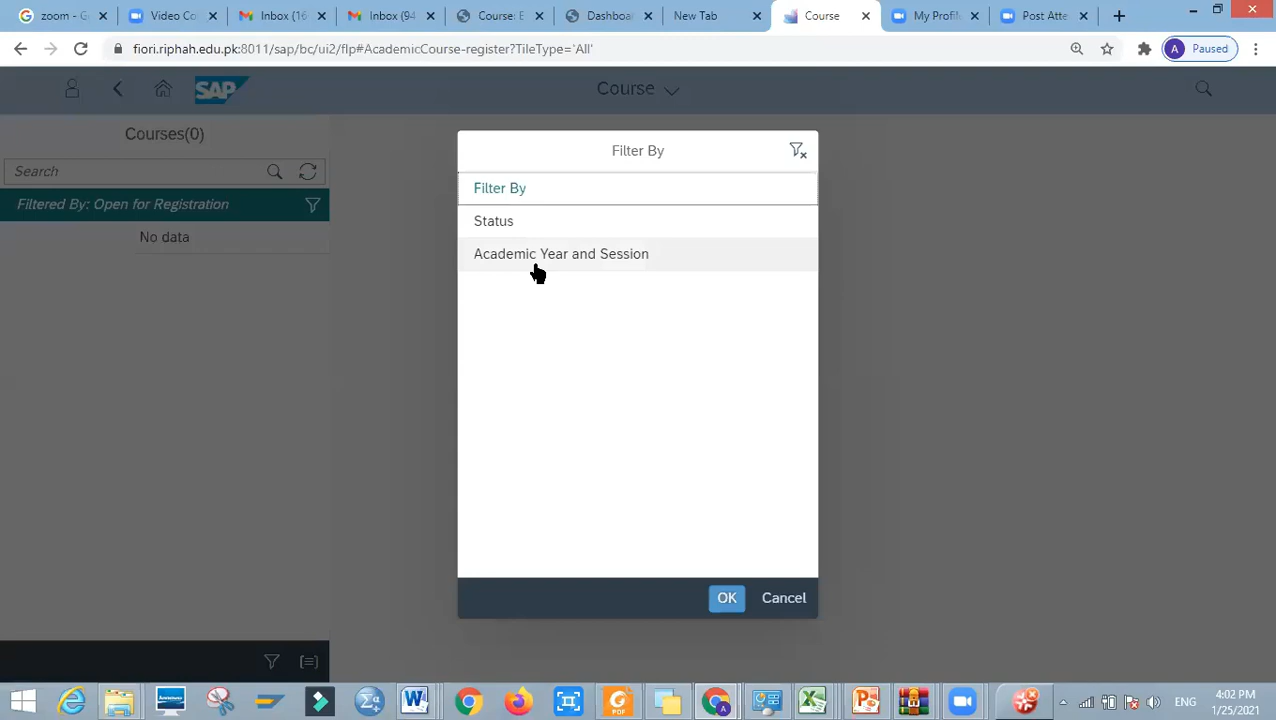 zoom - G
Video Co
Inbox (16
Inbox (94
Course: E
Dashboa
New Tab
Course
My Profil
Post Atte
fiori.riphah.edu.pk:8011/sap/bc/ui2/flp#AcademicCourse-register?TileType='All'
A
Paused
SAP
Course
Courses(0)
Search
Filtered By: Open for Registration
No data
Filter By
Filter By
Status
Academic Year and Session
OK
Cancel
ENG
4:02 PM
1/25/2021